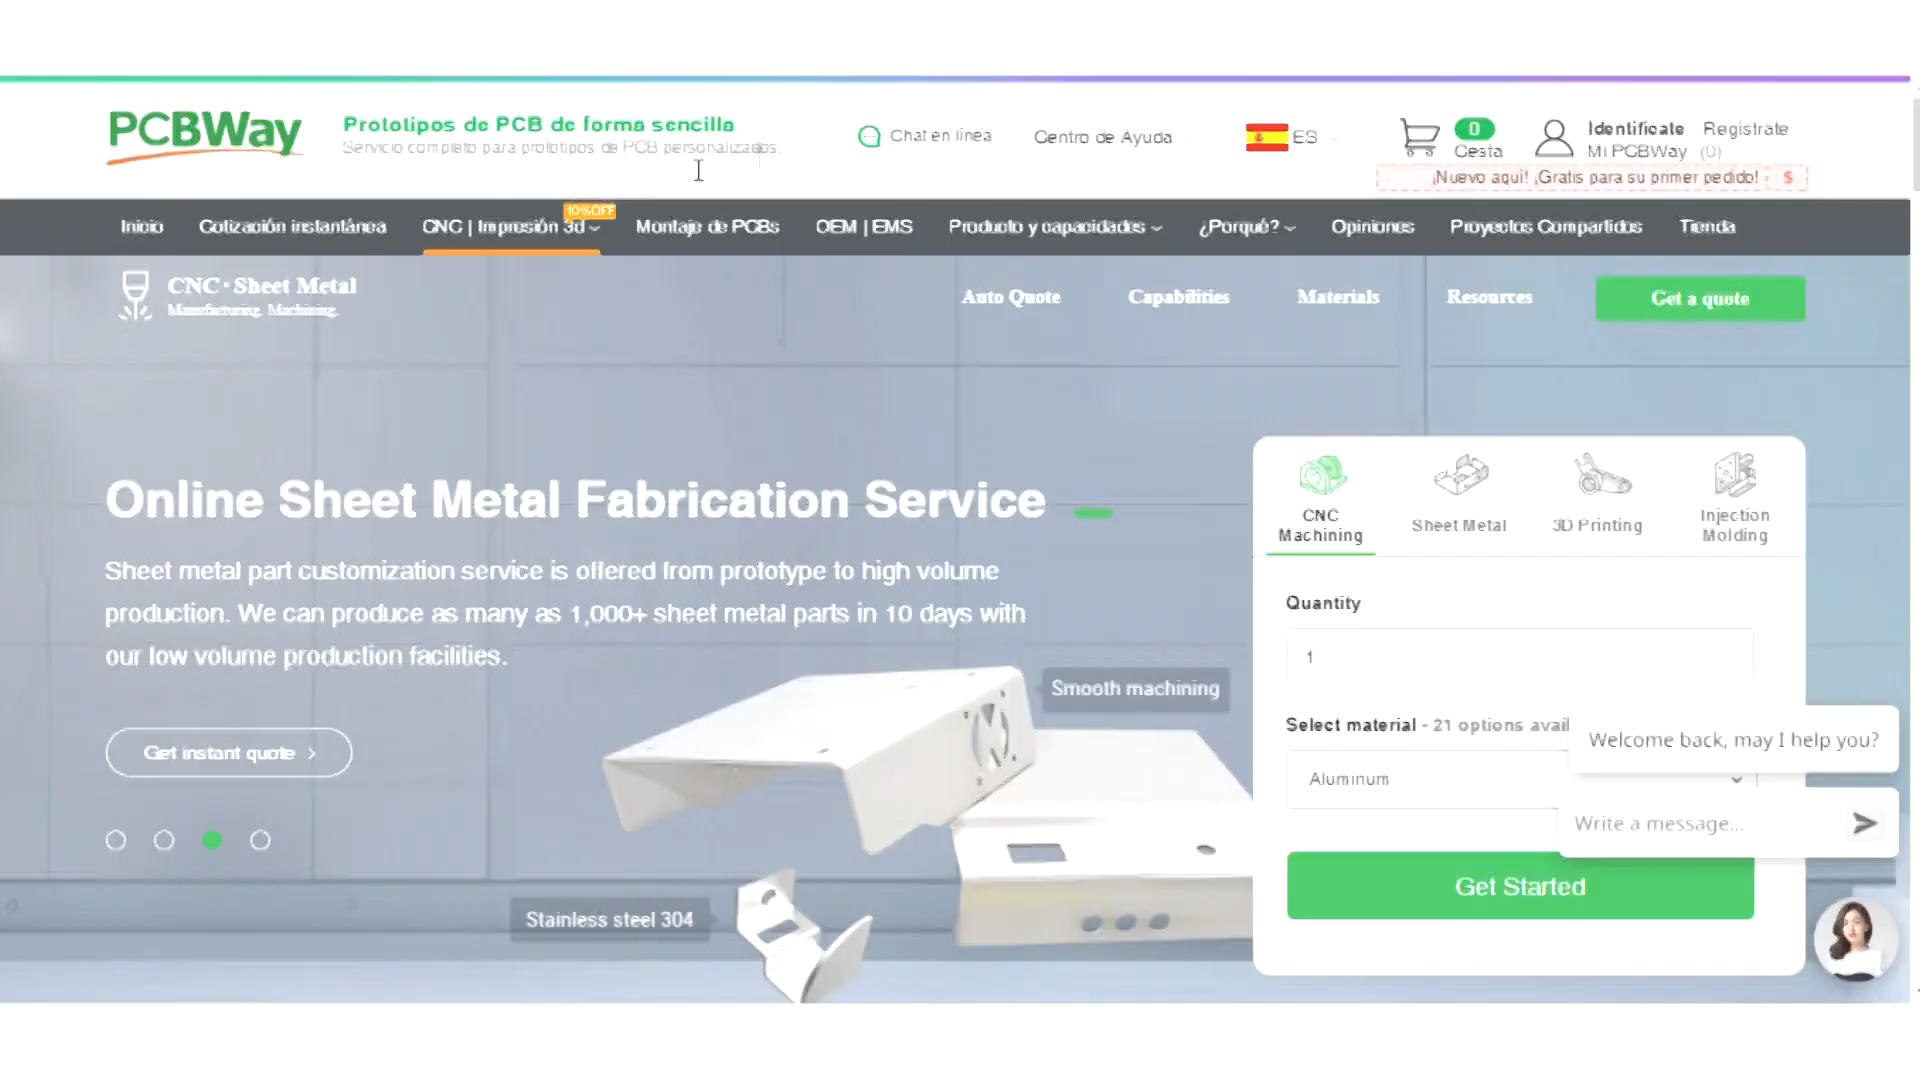 PCBWay
Prototipos de PCB de forma sencilla
Servicio completo para prototipos de PCB personalizados.
Chat en línea
Centro de Ayuda
ES
0
Cesta
Identifícate Regístrate
Mi PCBWay (0)
¡Nuevo aquí! ¡Gratis para su primer pedido! $
Inicio
Cotización instantánea
CNC | Impresión 3d
10%OFF
Montaje de PCBs
OEM | EMS
Producto y capacidades
¿Porqué?
Opiniones
Proyectos Compartidos
Tienda
CNC·Sheet Metal
Manufacturing. Machining.
Auto Quote
Capabilities
Materials
Resources
Get a quote
Online Sheet Metal Fabrication Service
Sheet metal part customization service is offered from prototype to high volume
production. We can produce as many as 1,000+ sheet metal parts in 10 days with
our low volume production facilities.
Get instant quote
Smooth machining
Stainless steel 304
CNC
Machining
Sheet Metal
3D Printing
Injection
Molding
Quantity
1
Select material - 21 options avail
Aluminum
Get Started
Welcome back, may I help you?
Write a message...